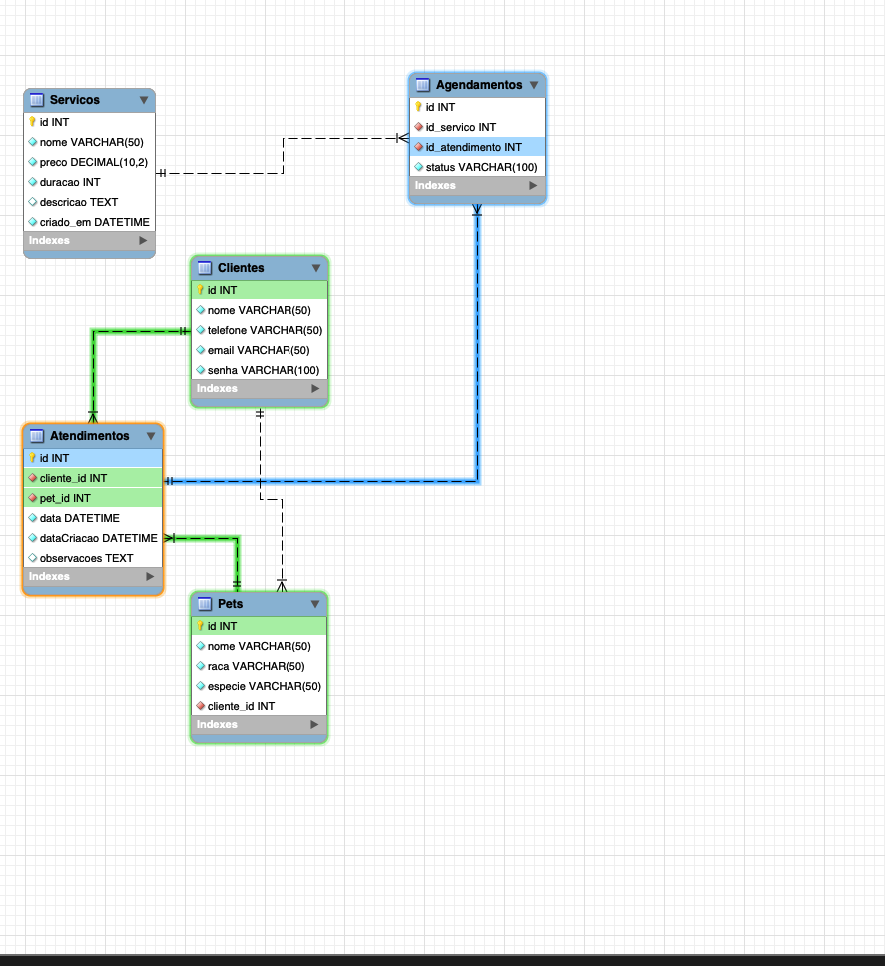 Servicos
id INT
nome VARCHAR(50)
preco DECIMAL(10,2)
duracao INT
descricao TEXT
criado_em DATETIME
Indexes
Agendamentos
id INT
id_servico INT
id_atendimento INT
status VARCHAR(100)
Indexes
Clientes
id INT
nome VARCHAR(50)
telefone VARCHAR(50)
email VARCHAR(50)
senha VARCHAR(100)
Indexes
Atendimentos
id INT
cliente_id INT
pet_id INT
data DATETIME
dataCriacao DATETIME
observacoes TEXT
Indexes
Pets
id INT
nome VARCHAR(50)
raca VARCHAR(50)
especie VARCHAR(50)
cliente_id INT
Indexes